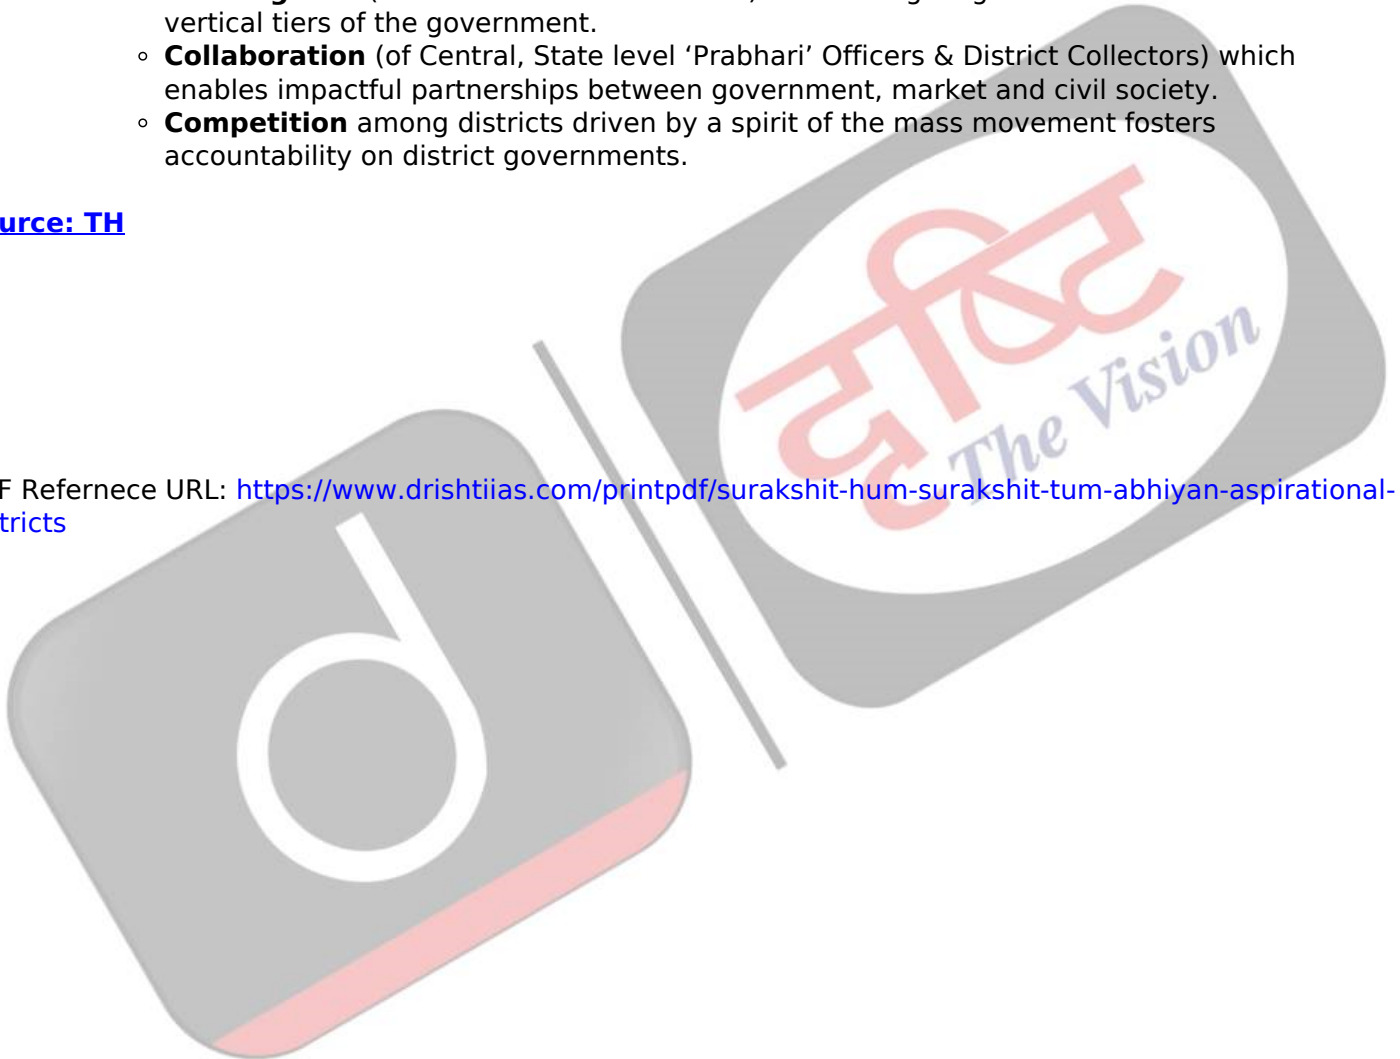 vertical tiers of the government.
Collaboration (of Central, State level ‘Prabhari’ Officers & District Collectors) which
enables impactful partnerships between government, market and civil society.
Competition among districts driven by a spirit of the mass movement fosters
accountability on district governments.
urce: TH
दृष्टि
The Vision
F Refernece URL: https://www.drishtiias.com/printpdf/surakshit-hum-surakshit-tum-abhiyan-aspirational-
tricts
d